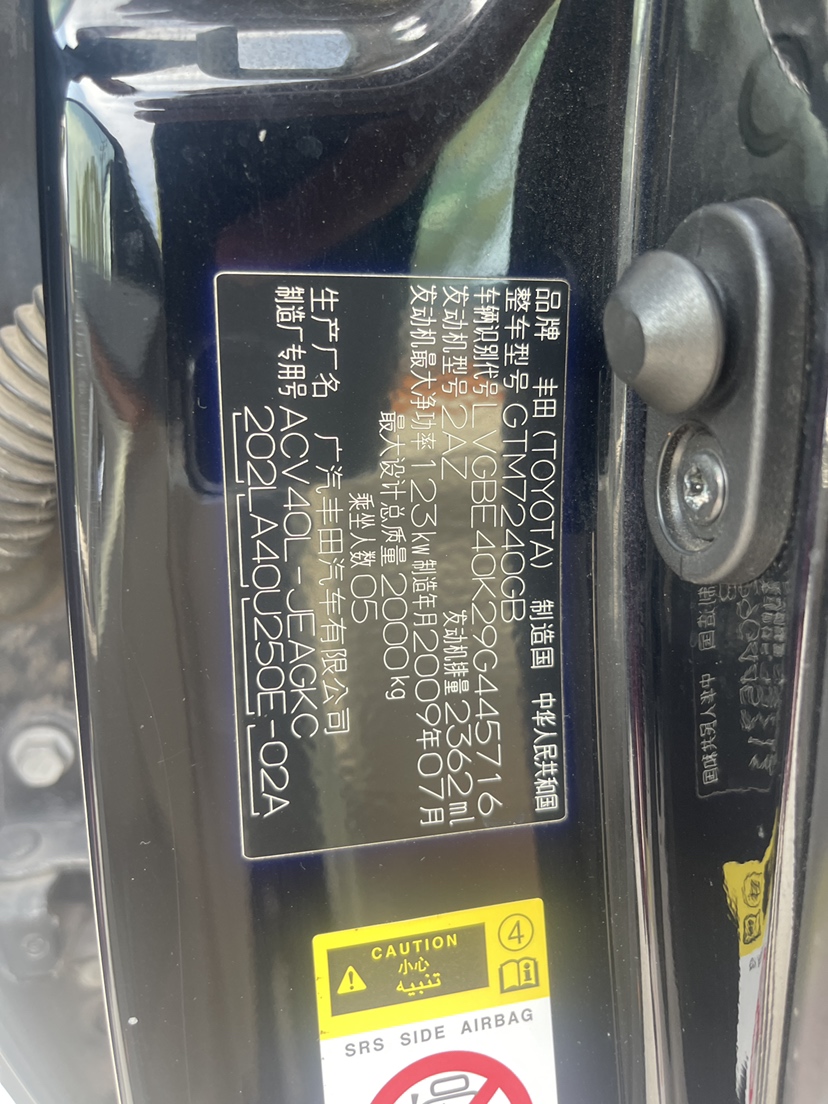 品牌 丰田 (TOYOTA) 制造国 中华人民共和国
整车型号 GTM7240GB
车辆识别代号 LVGBE40K29G445716
发动机型号 2AZ 发动机排量 2362ml
发动机最大净功率 123kw 制造年月 2009年07月
最大设计总质量 2000kg
乘坐人数 05
生产厂名 广汽丰田汽车有限公司
制造厂专用号 ACV40L-JEAGKC
202LA40U250E-02A
CAUTION
小心
تنبيه
4
SRS SIDE AIRBAG